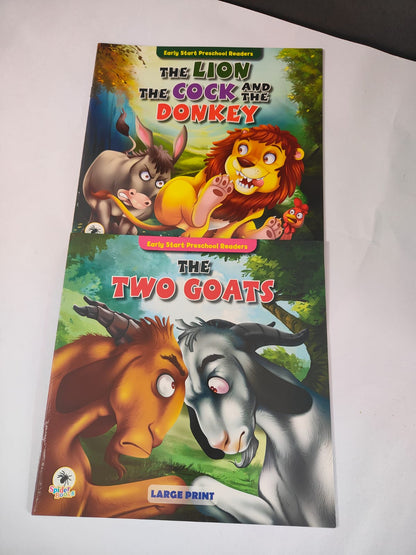 Early Start Preschool Readers
THE LION
THE COCK AND THE
DONKEY
Early Start Preschool Readers
THE
TWO GOATS
Spider
LARGE PRINT